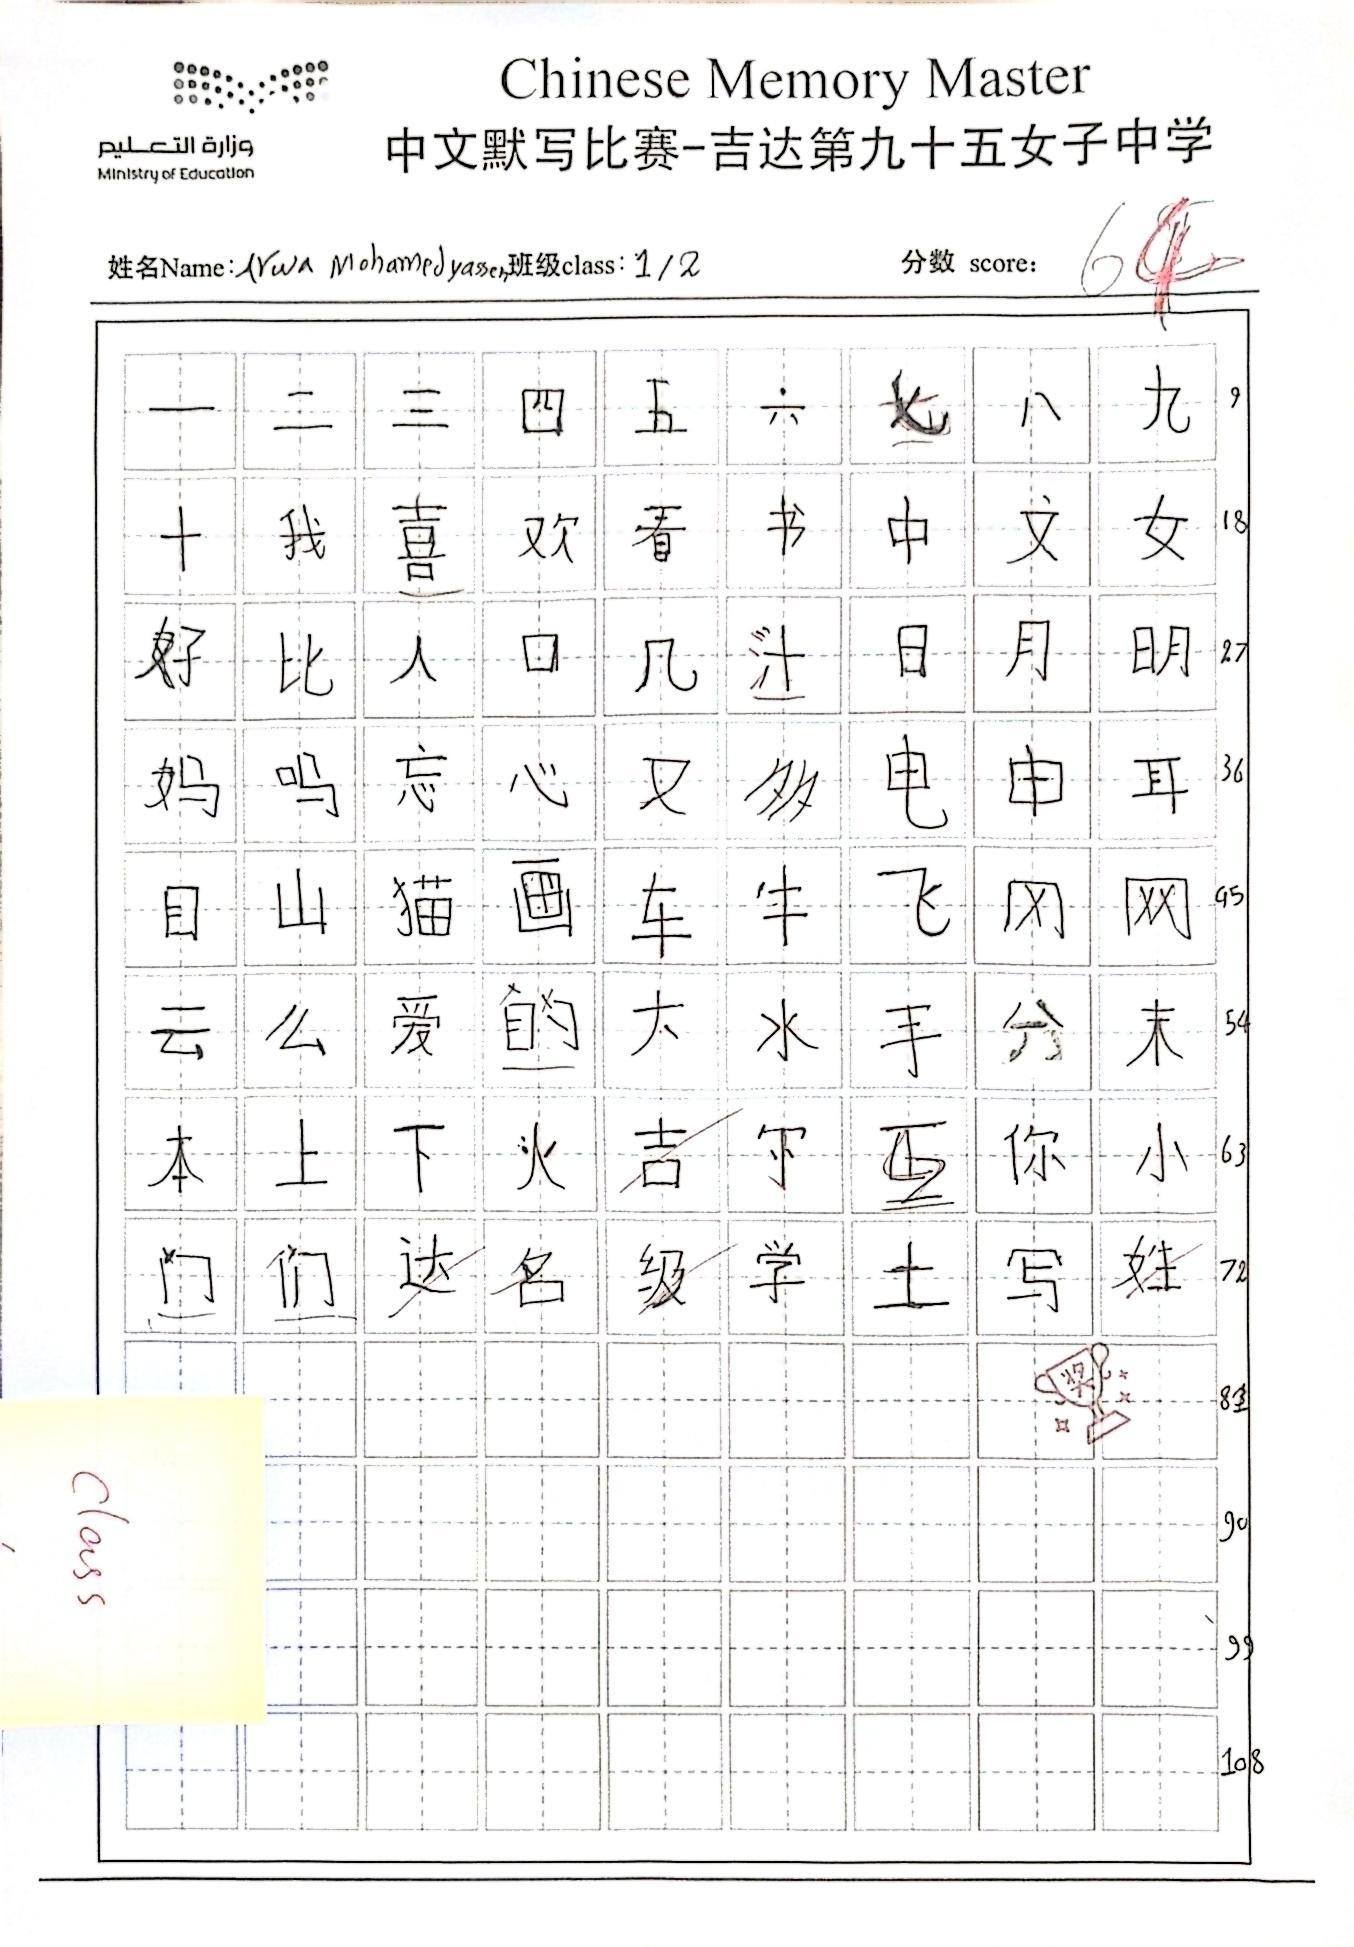 Chinese Memory Master
中文默写比赛-吉达第九十五女子中学
وزارة التعليم
Ministry of Education
姓名Name: Arwa Mohamedyassen 班级class: 1/2 分数 score: 64
一 二 三 四 五 六 七 八 九 9
十 我 喜 欢 看 书 中 文 女 18
好 比 人 口 几 汁 日 月 明 27
妈 吗 忘 心 又 多 电 申 耳 36
目 山 猫 画 车 牛 飞 冈 网 45
云 么 爱 的 大 水 手 分 末 54
本 上 下 火 吉 尔 你 小 63
门 们 达 名 级 学 土 写 姓 72
奖 81
90
99
108
Class